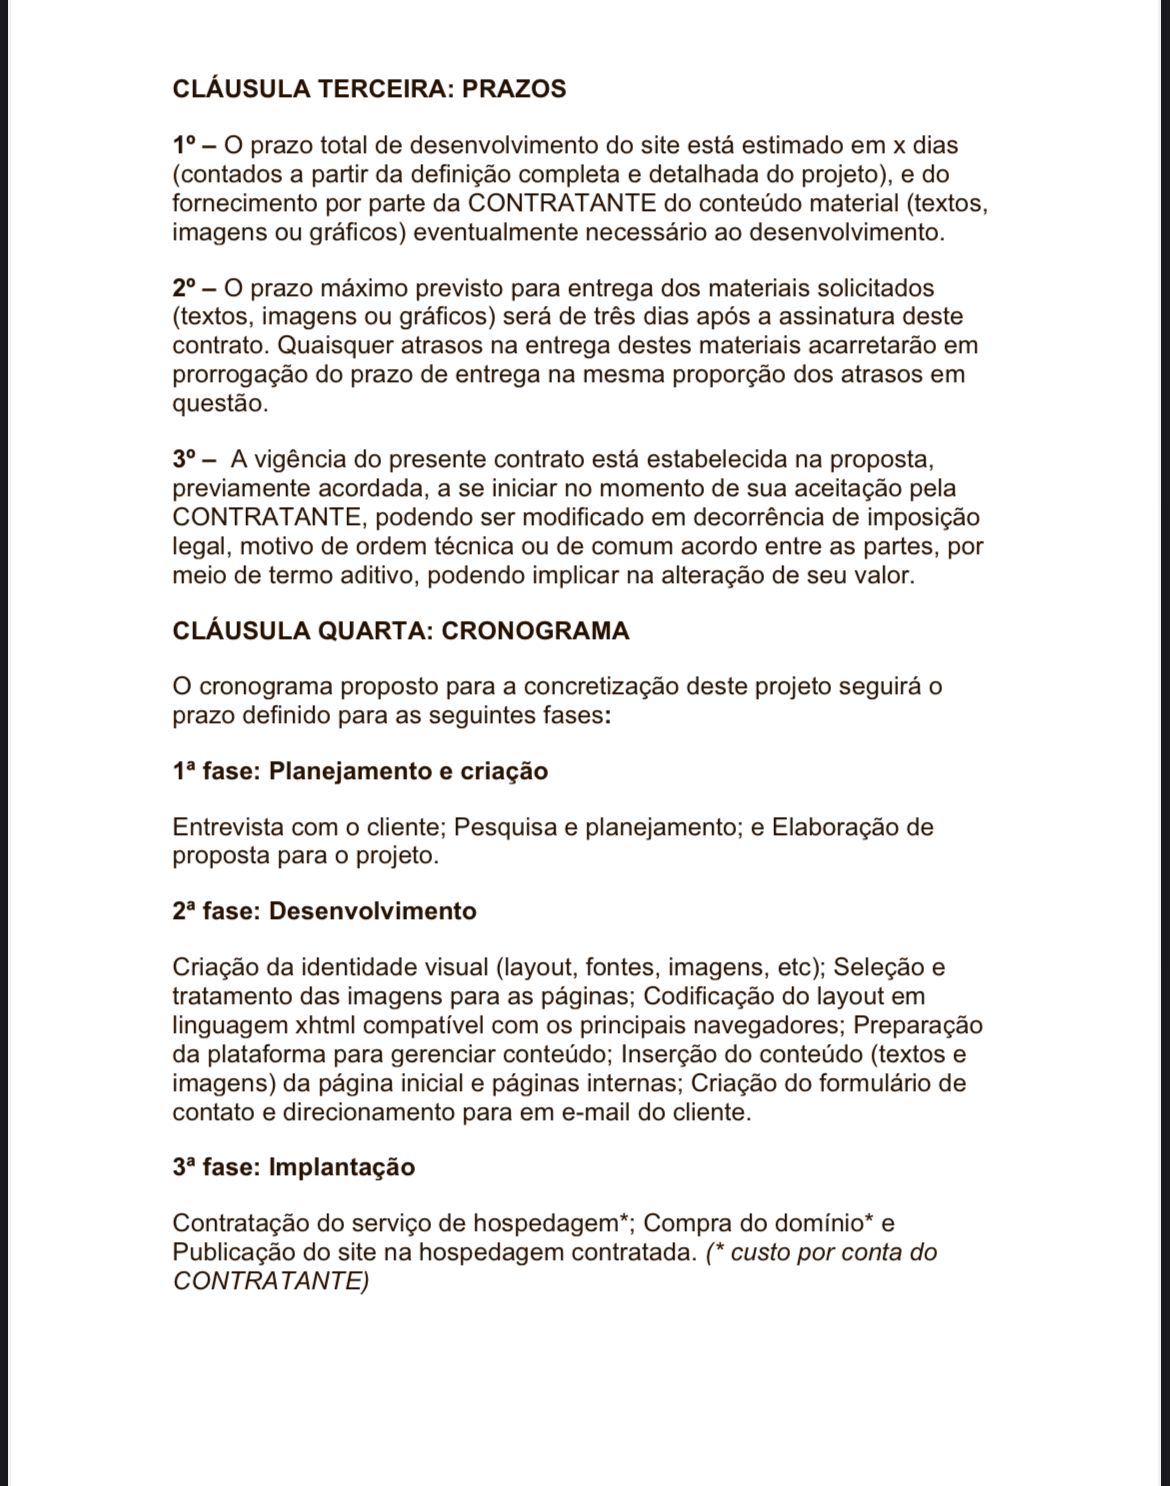 CLÁUSULA TERCEIRA: PRAZOS
1º – O prazo total de desenvolvimento do site está estimado em x dias
(contados a partir da definição completa e detalhada do projeto), e do
fornecimento por parte da CONTRATANTE do conteúdo material (textos,
imagens ou gráficos) eventualmente necessário ao desenvolvimento.
2º – O prazo máximo previsto para entrega dos materiais solicitados
(textos, imagens ou gráficos) será de três dias após a assinatura deste
contrato. Quaisquer atrasos na entrega destes materiais acarretarão em
prorrogação do prazo de entrega na mesma proporção dos atrasos em
questão.
3º – A vigência do presente contrato está estabelecida na proposta,
previamente acordada, a se iniciar no momento de sua aceitação pela
CONTRATANTE, podendo ser modificado em decorrência de imposição
legal, motivo de ordem técnica ou de comum acordo entre as partes, por
meio de termo aditivo, podendo implicar na alteração de seu valor.
CLÁUSULA QUARTA: CRONOGRAMA
O cronograma proposto para a concretização deste projeto seguirá o
prazo definido para as seguintes fases:
1ª fase: Planejamento e criação
Entrevista com o cliente; Pesquisa e planejamento; e Elaboração de
proposta para o projeto.
2ª fase: Desenvolvimento
Criação da identidade visual (layout, fontes, imagens, etc); Seleção e
tratamento das imagens para as páginas; Codificação do layout em
linguagem xhtml compatível com os principais navegadores; Preparação
da plataforma para gerenciar conteúdo; Inserção do conteúdo (textos e
imagens) da página inicial e páginas internas; Criação do formulário de
contato e direcionamento para em e-mail do cliente.
3ª fase: Implantação
Contratação do serviço de hospedagem*; Compra do domínio* e
Publicação do site na hospedagem contratada. (* custo por conta do
CONTRATANTE)